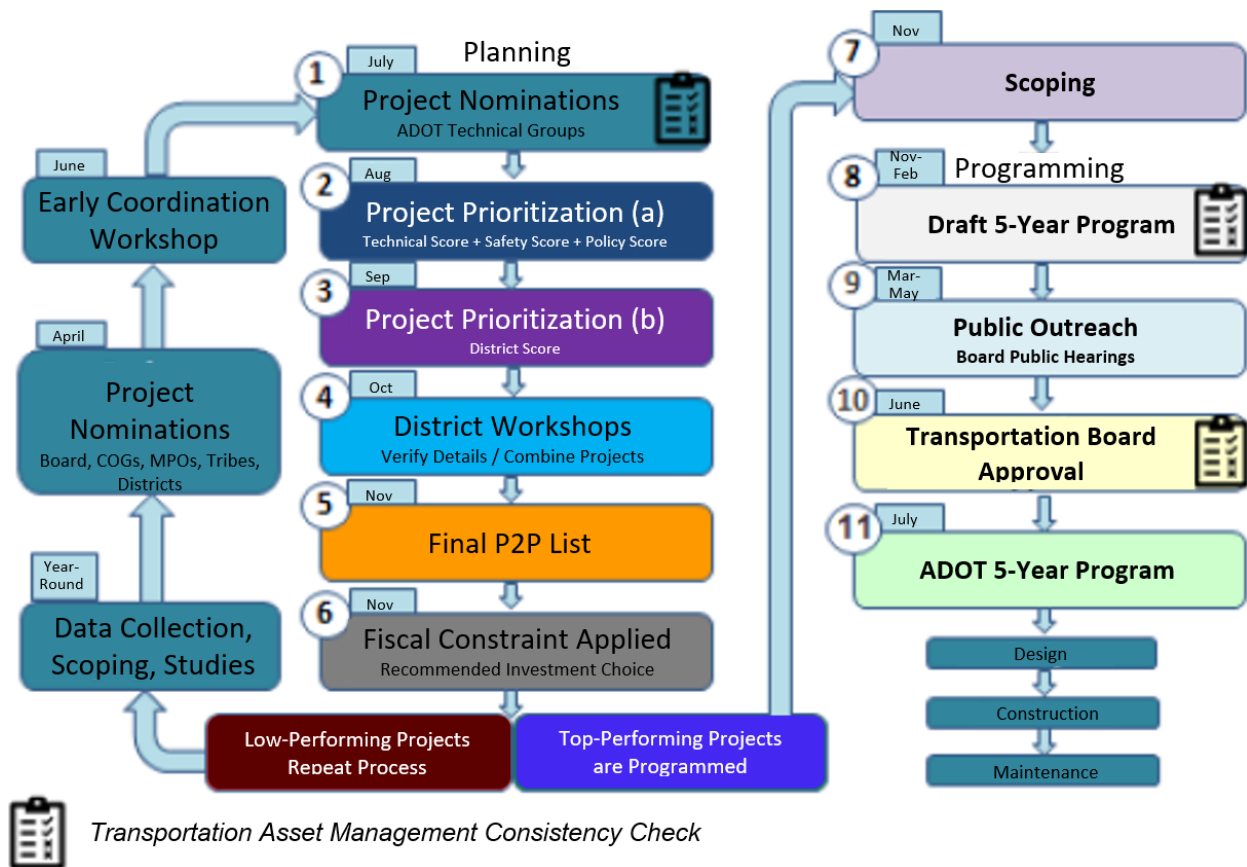 Year-
Round
Data Collection,
Scoping, Studies
April
Project
Nominations
Board, COGs, MPOs, Tribes,
Districts
June
Early Coordination
Workshop
Planning
1
July
Project Nominations
ADOT Technical Groups
2
Aug
Project Prioritization (a)
Technical Score + Safety Score + Policy Score
3
Sep
Project Prioritization (b)
District Score
4
Oct
District Workshops
Verify Details / Combine Projects
5
Nov
Final P2P List
6
Nov
Fiscal Constraint Applied
Recommended Investment Choice
Low-Performing Projects
Repeat Process
Top-Performing Projects
are Programmed
7
Nov
Scoping
Programming
8
Nov-
Feb
Draft 5-Year Program
9
Mar-
May
Public Outreach
Board Public Hearings
10
June
Transportation Board
Approval
11
July
ADOT 5-Year Program
Design
Construction
Maintenance
Transportation Asset Management Consistency Check